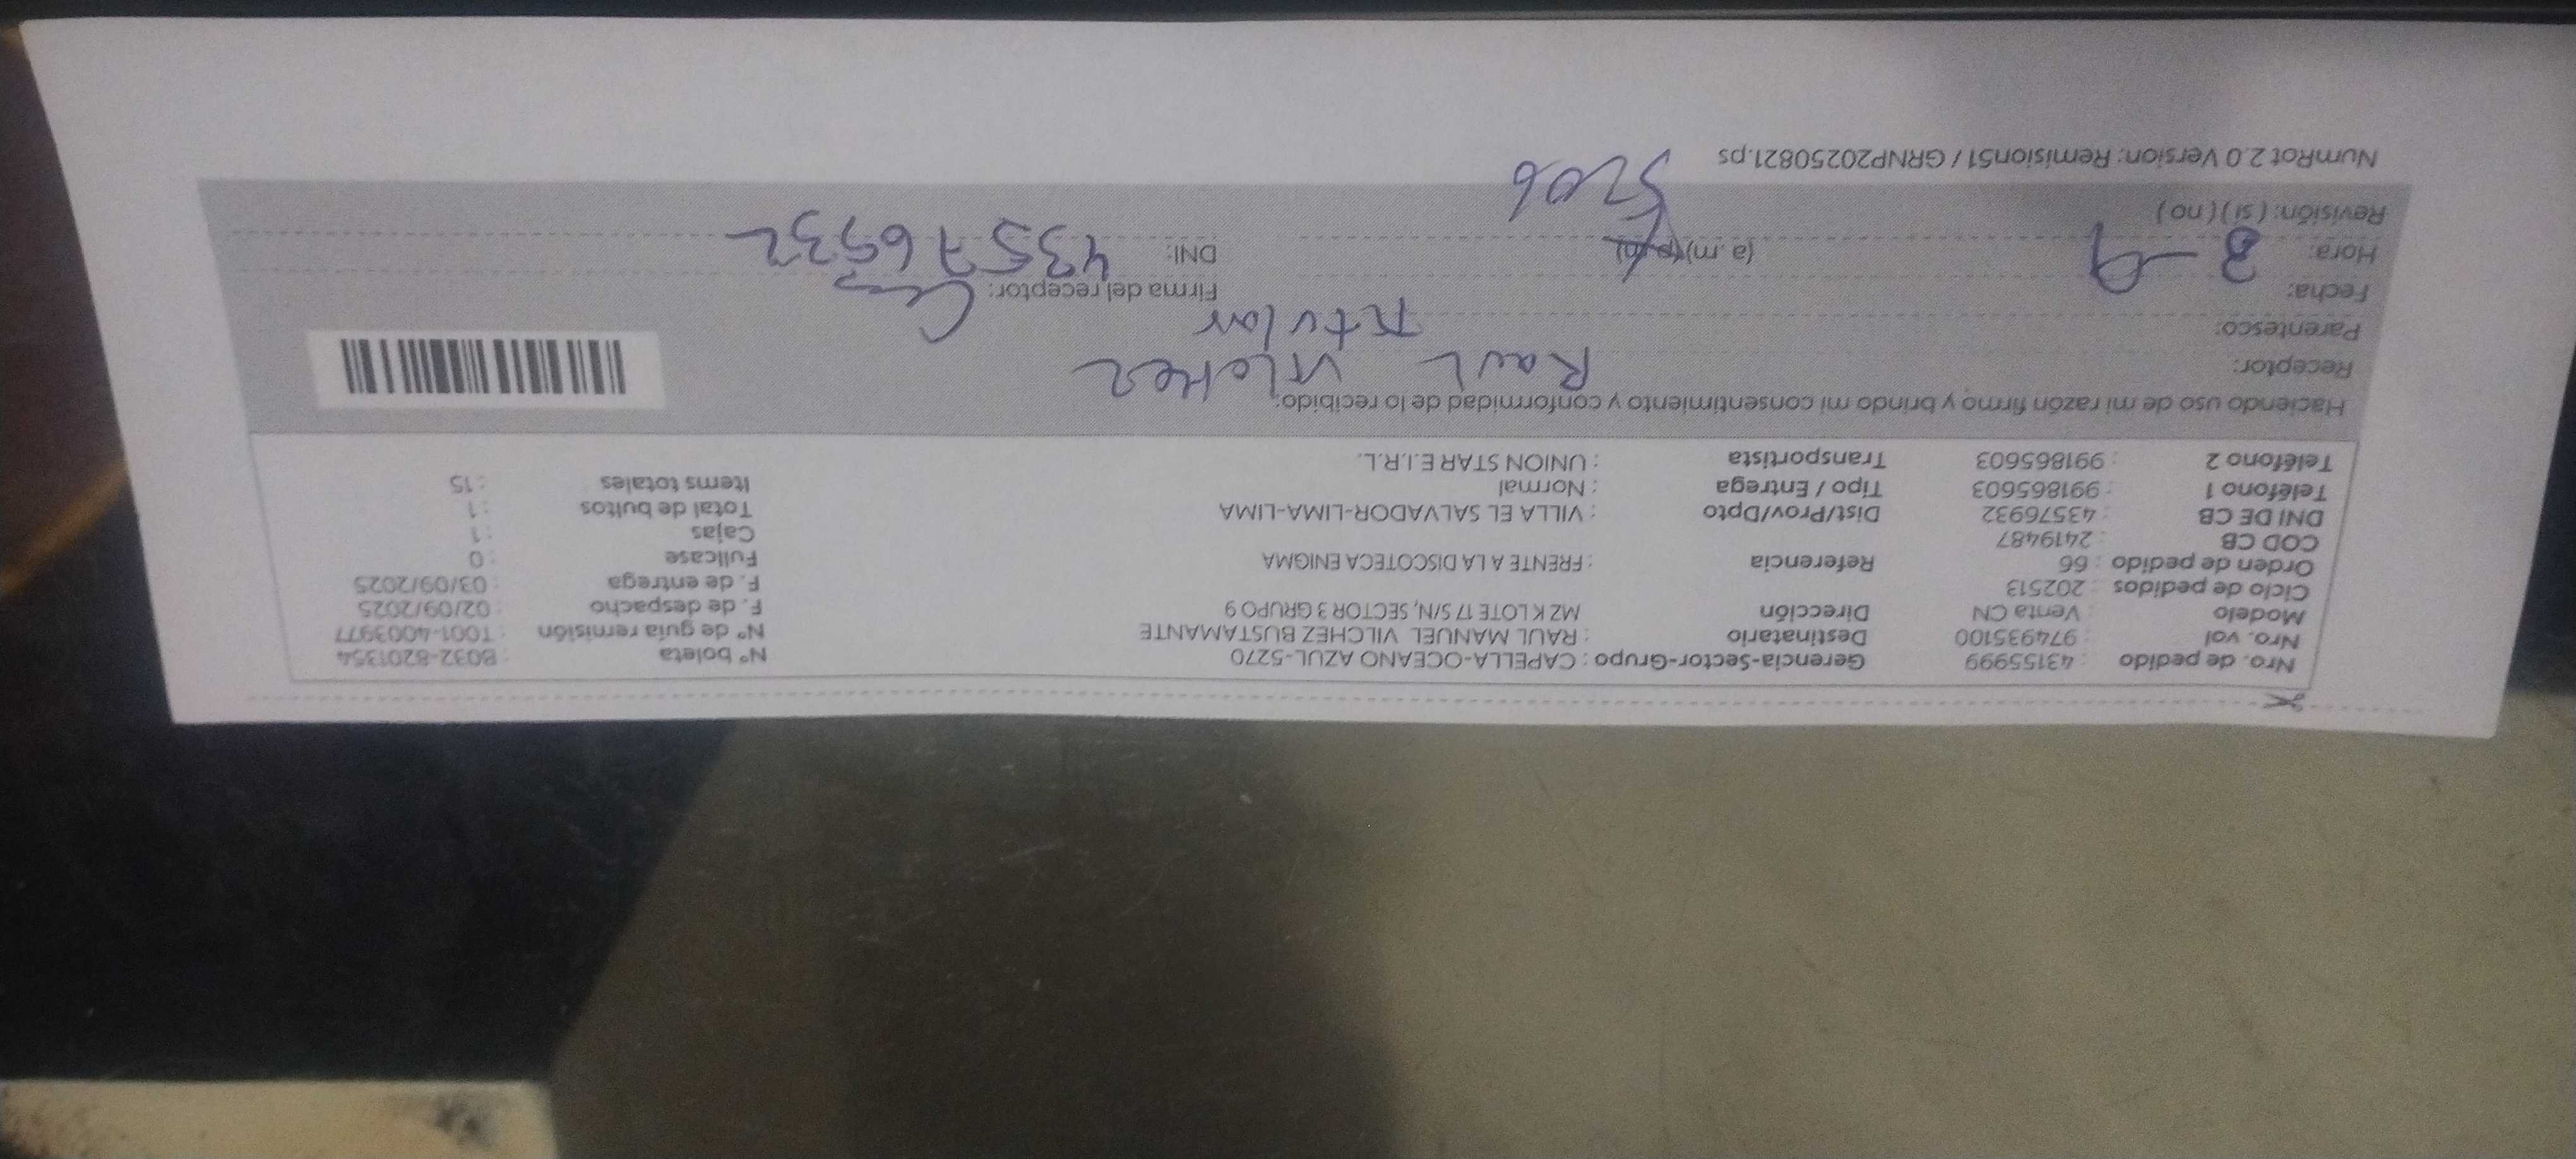 Nro. de pedido : 43155999 Gerencia-Sector-Grupo : CAPELLA-OCEANO AZUL-5270 N° boleta : B032-8201354
Nro. vol : 974935100 Destinatario : RAUL MANUEL VILCHEZ BUSTAMANTE N° de guía remisión : T001-4003977
Modelo : Venta CN Dirección MZ K LOTE 17 S/N, SECTOR 3 GRUPO 9 F. de despacho : 02/09/2025
Ciclo de pedidos : 202513 F. de entrega : 03/09/2025
Orden de pedido : 66 Referencia : FRENTE A LA DISCOTECA ENIGMA Fullcase : 0
COD CB : 2419487 Cajas : 1
DNI DE CB : 43576932 Dist/Prov/Dpto : VILLA EL SALVADOR-LIMA-LIMA Total de bultos : 1
Teléfono 1 : 991865603 Tipo / Entrega : Normal Items totales : 15
Teléfono 2 : 991865603 Transportista : UNION STAR E.I.R.L.
Haciendo uso de mi razón firmo y brindo mi consentimiento y conformidad de lo recibido:
Receptor: Raul Vilchez
Parentesco: titular
Fecha: 3-9 Firma del receptor:
Hora: (a m) (p m) DNI: 43576932
Revisión: ( si ) ( no ) 5206
NumRot 2.0 Version: Remision51 / GRNP20250821.ps